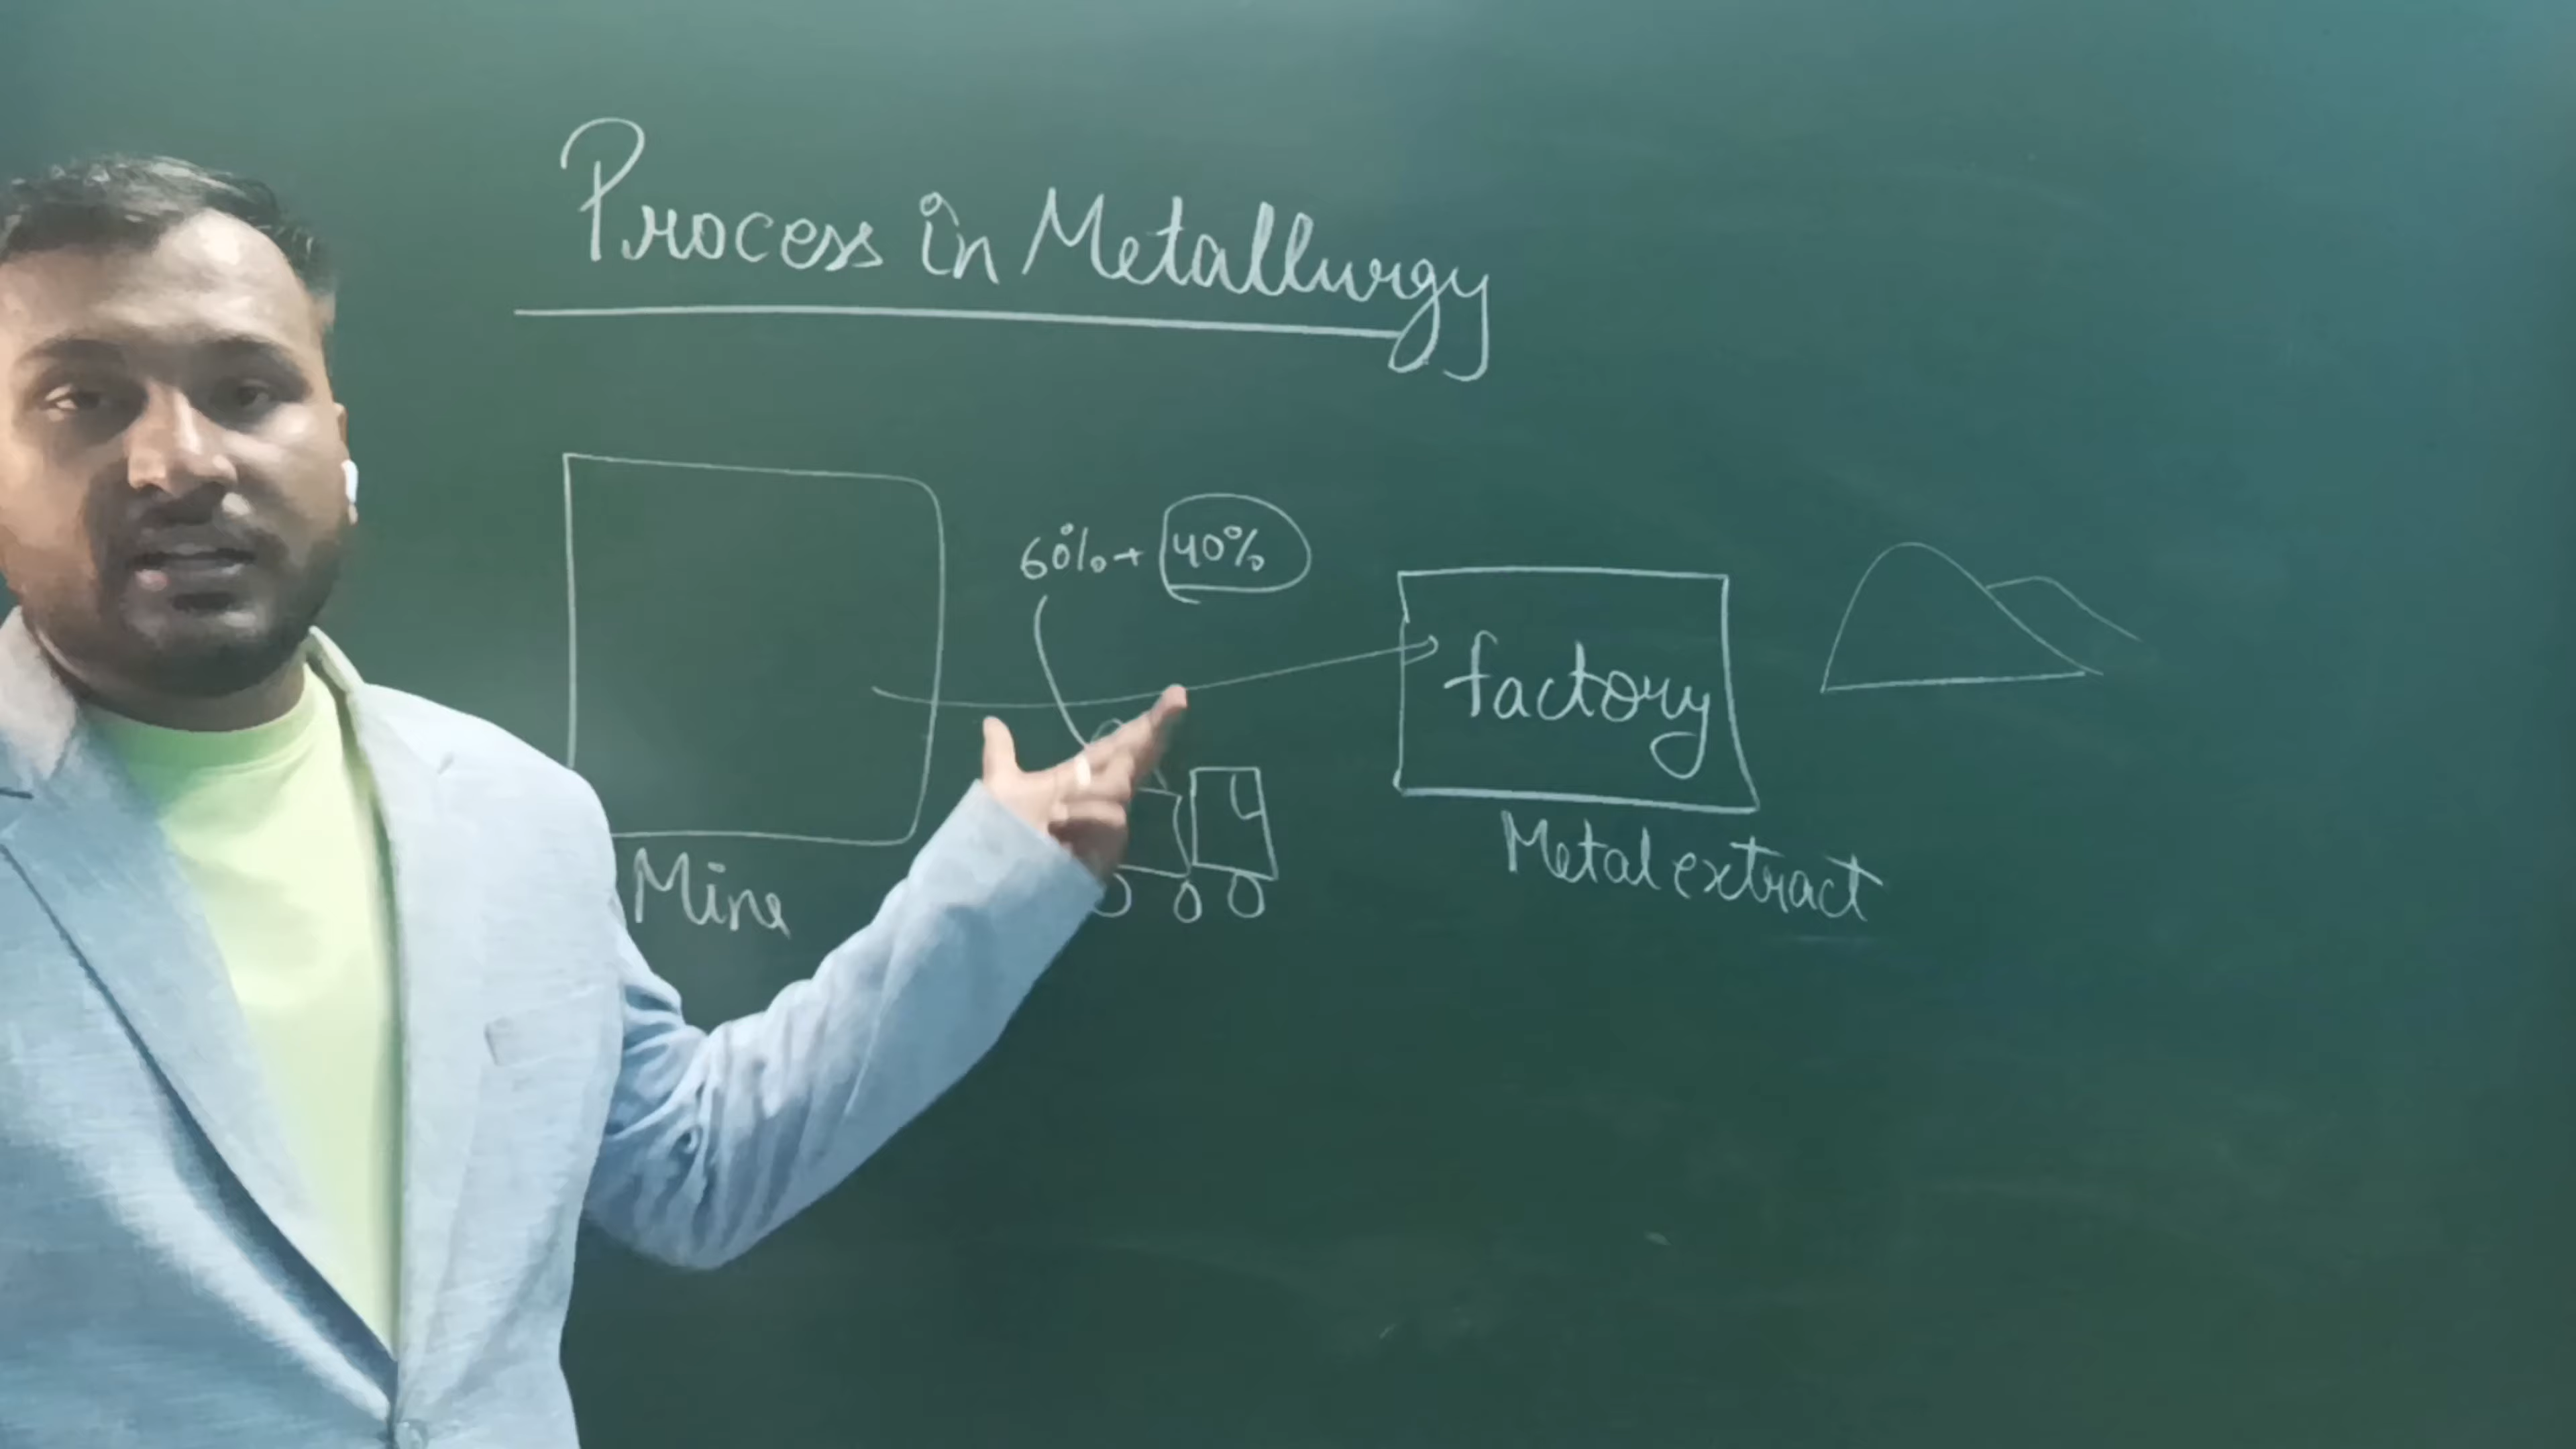 Process in Metallurgy
60% + 40%
factory
Metal extract
Mine